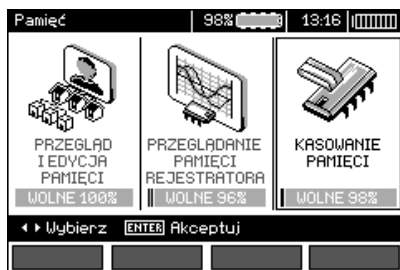 Pamięć 98% 13:16
PRZEGLĄD
I EDYCJA
PAMIĘCI
WOLNE 100%
PRZEGLĄDANIE
PAMIĘCI
REJESTRATORA
WOLNE 96%
KASOWANIE
PAMIĘCI
WOLNE 98%
Wybierz ENTER Akceptuj